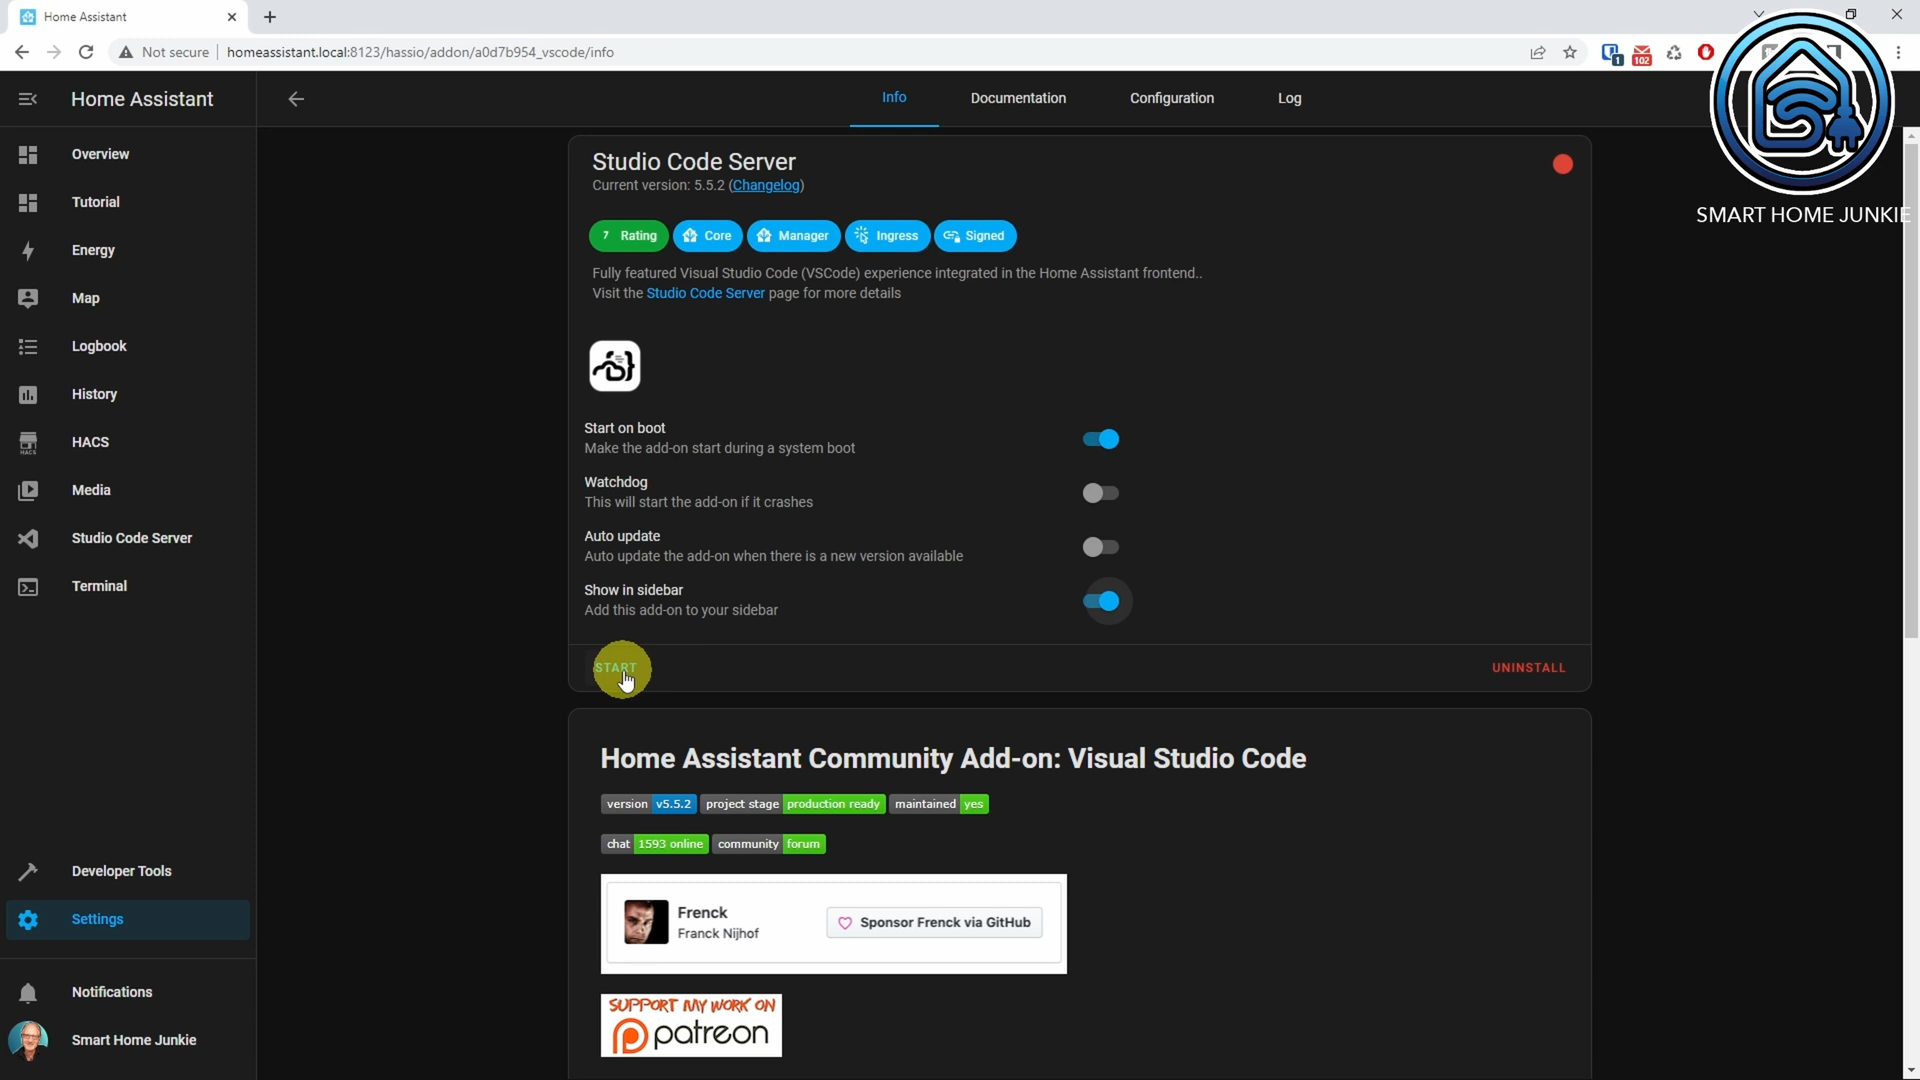 Home Assistant
Not secure
homeassistant.local:8123/hassio/addon/a0d7b954_vscode/info
1
102
Home Assistant
Info
Documentation
Configuration
Log
SMART HOME JUNKIE
Overview
Tutorial
Energy
Map
Logbook
History
HACS
HACS
Media
Studio Code Server
Terminal
Developer Tools
Settings
Notifications
Smart Home Junkie
Studio Code Server
Current version: 5.5.2 (Changelog)
7 Rating
Core
Manager
Ingress
Signed
Fully featured Visual Studio Code (VSCode) experience integrated in the Home Assistant frontend..
Visit the Studio Code Server page for more details
Start on boot
Make the add-on start during a system boot
Watchdog
This will start the add-on if it crashes
Auto update
Auto update the add-on when there is a new version available
Show in sidebar
Add this add-on to your sidebar
START
UNINSTALL
Home Assistant Community Add-on: Visual Studio Code
version v5.5.2 project stage production ready maintained yes
chat 1593 online community forum
Frenck
Franck Nijhof
Sponsor Frenck via GitHub
SUPPORT MY WORK ON
patreon